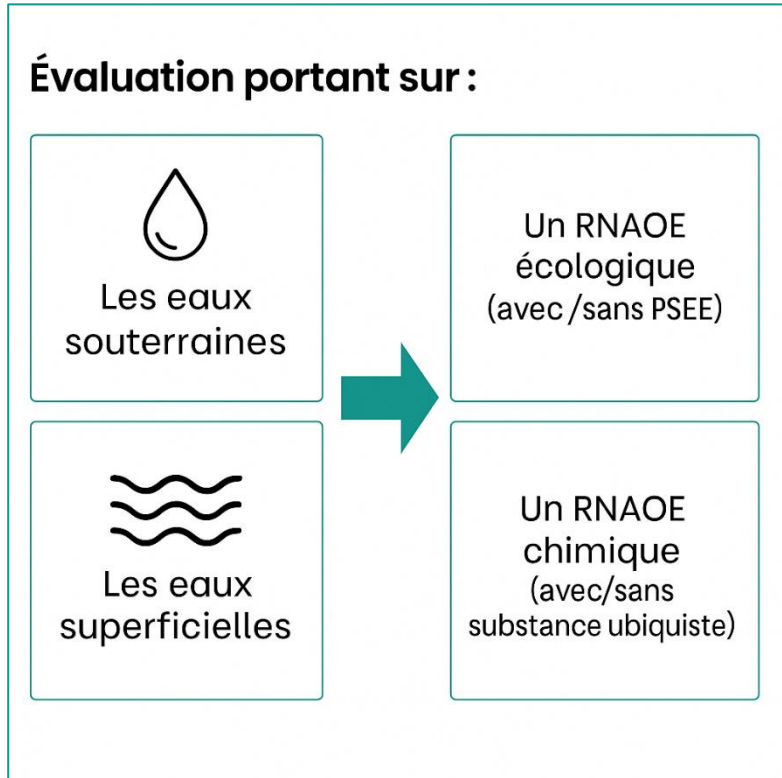 Évaluation portant sur :
Les eaux
souterraines
Les eaux
superficielles
Un RNAOE
écologique
(avec /sans PSEE)
Un RNAOE
chimique
(avec/sans
substance ubiquiste)